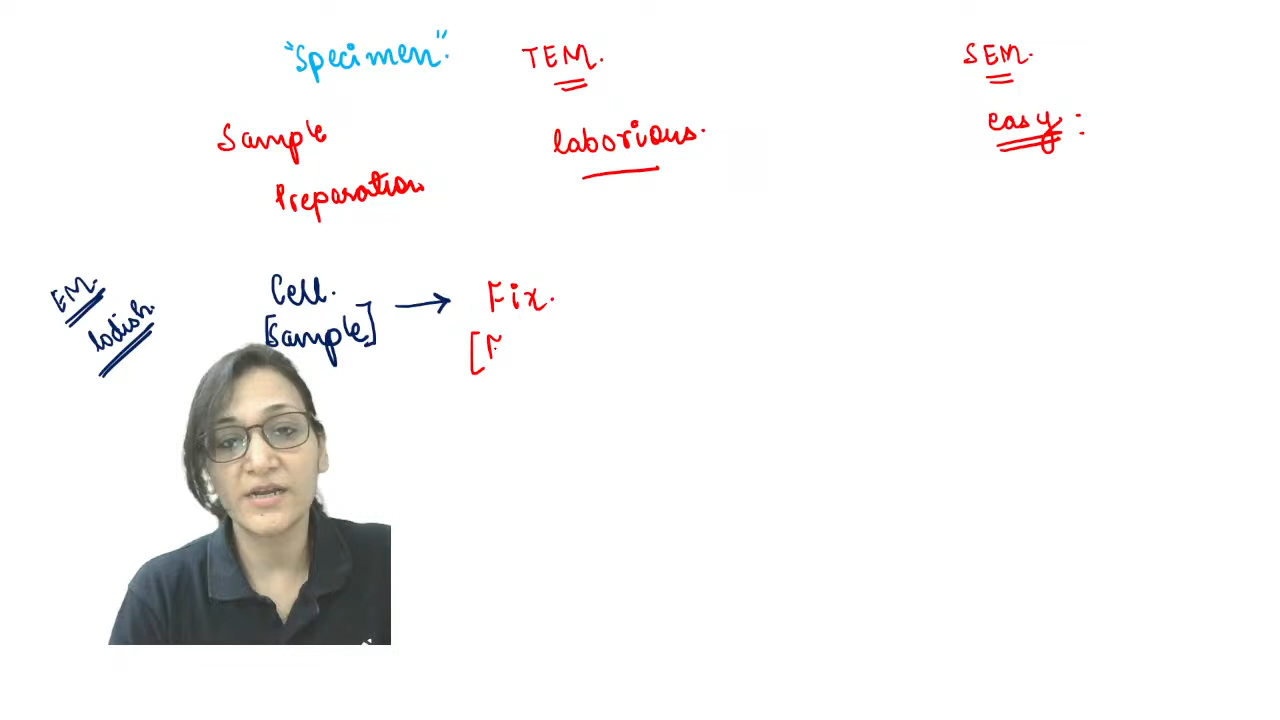 "Specimen". TEM. SEM.
Sample laborious. easy:
Preparation
EM. Cell. → Fix.
lodish. [Sample] [F